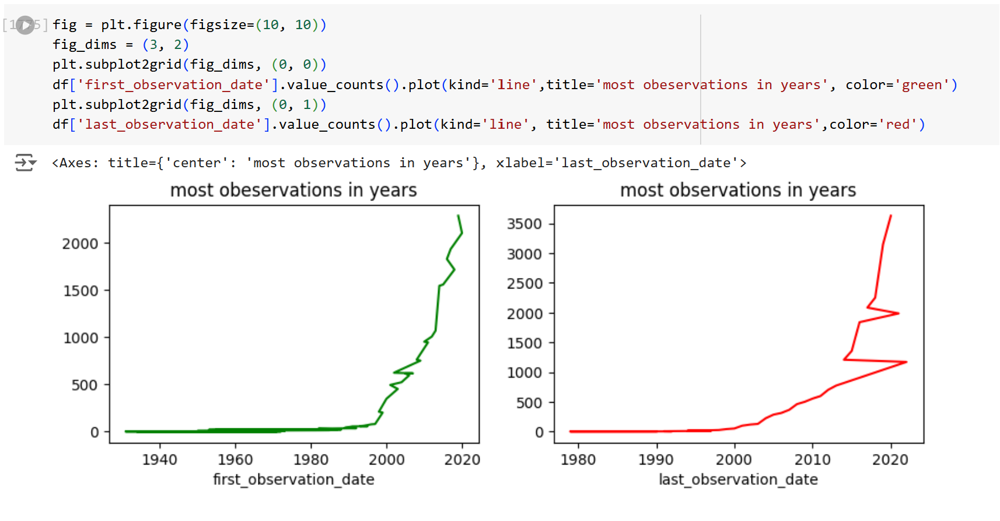 fig = plt.figure(figsize=(10, 10))
fig_dims = (3, 2)
plt.subplot2grid(fig_dims, (0, 0))
df['first_observation_date'].value_counts().plot(kind='line',title='most obeservations in years', color='green')
plt.subplot2grid(fig_dims, (0, 1))
df['last_observation_date'].value_counts().plot(kind='line', title='most observations in years',color='red')
<Axes: title={'center': 'most observations in years'}, xlabel='last_observation_date'>
most obeservations in years
2000
1500
1000
500
0
1940 1960 1980 2000 2020
first_observation_date
most observations in years
3500
3000
2500
2000
1500
1000
500
0
1980 1990 2000 2010 2020
last_observation_date